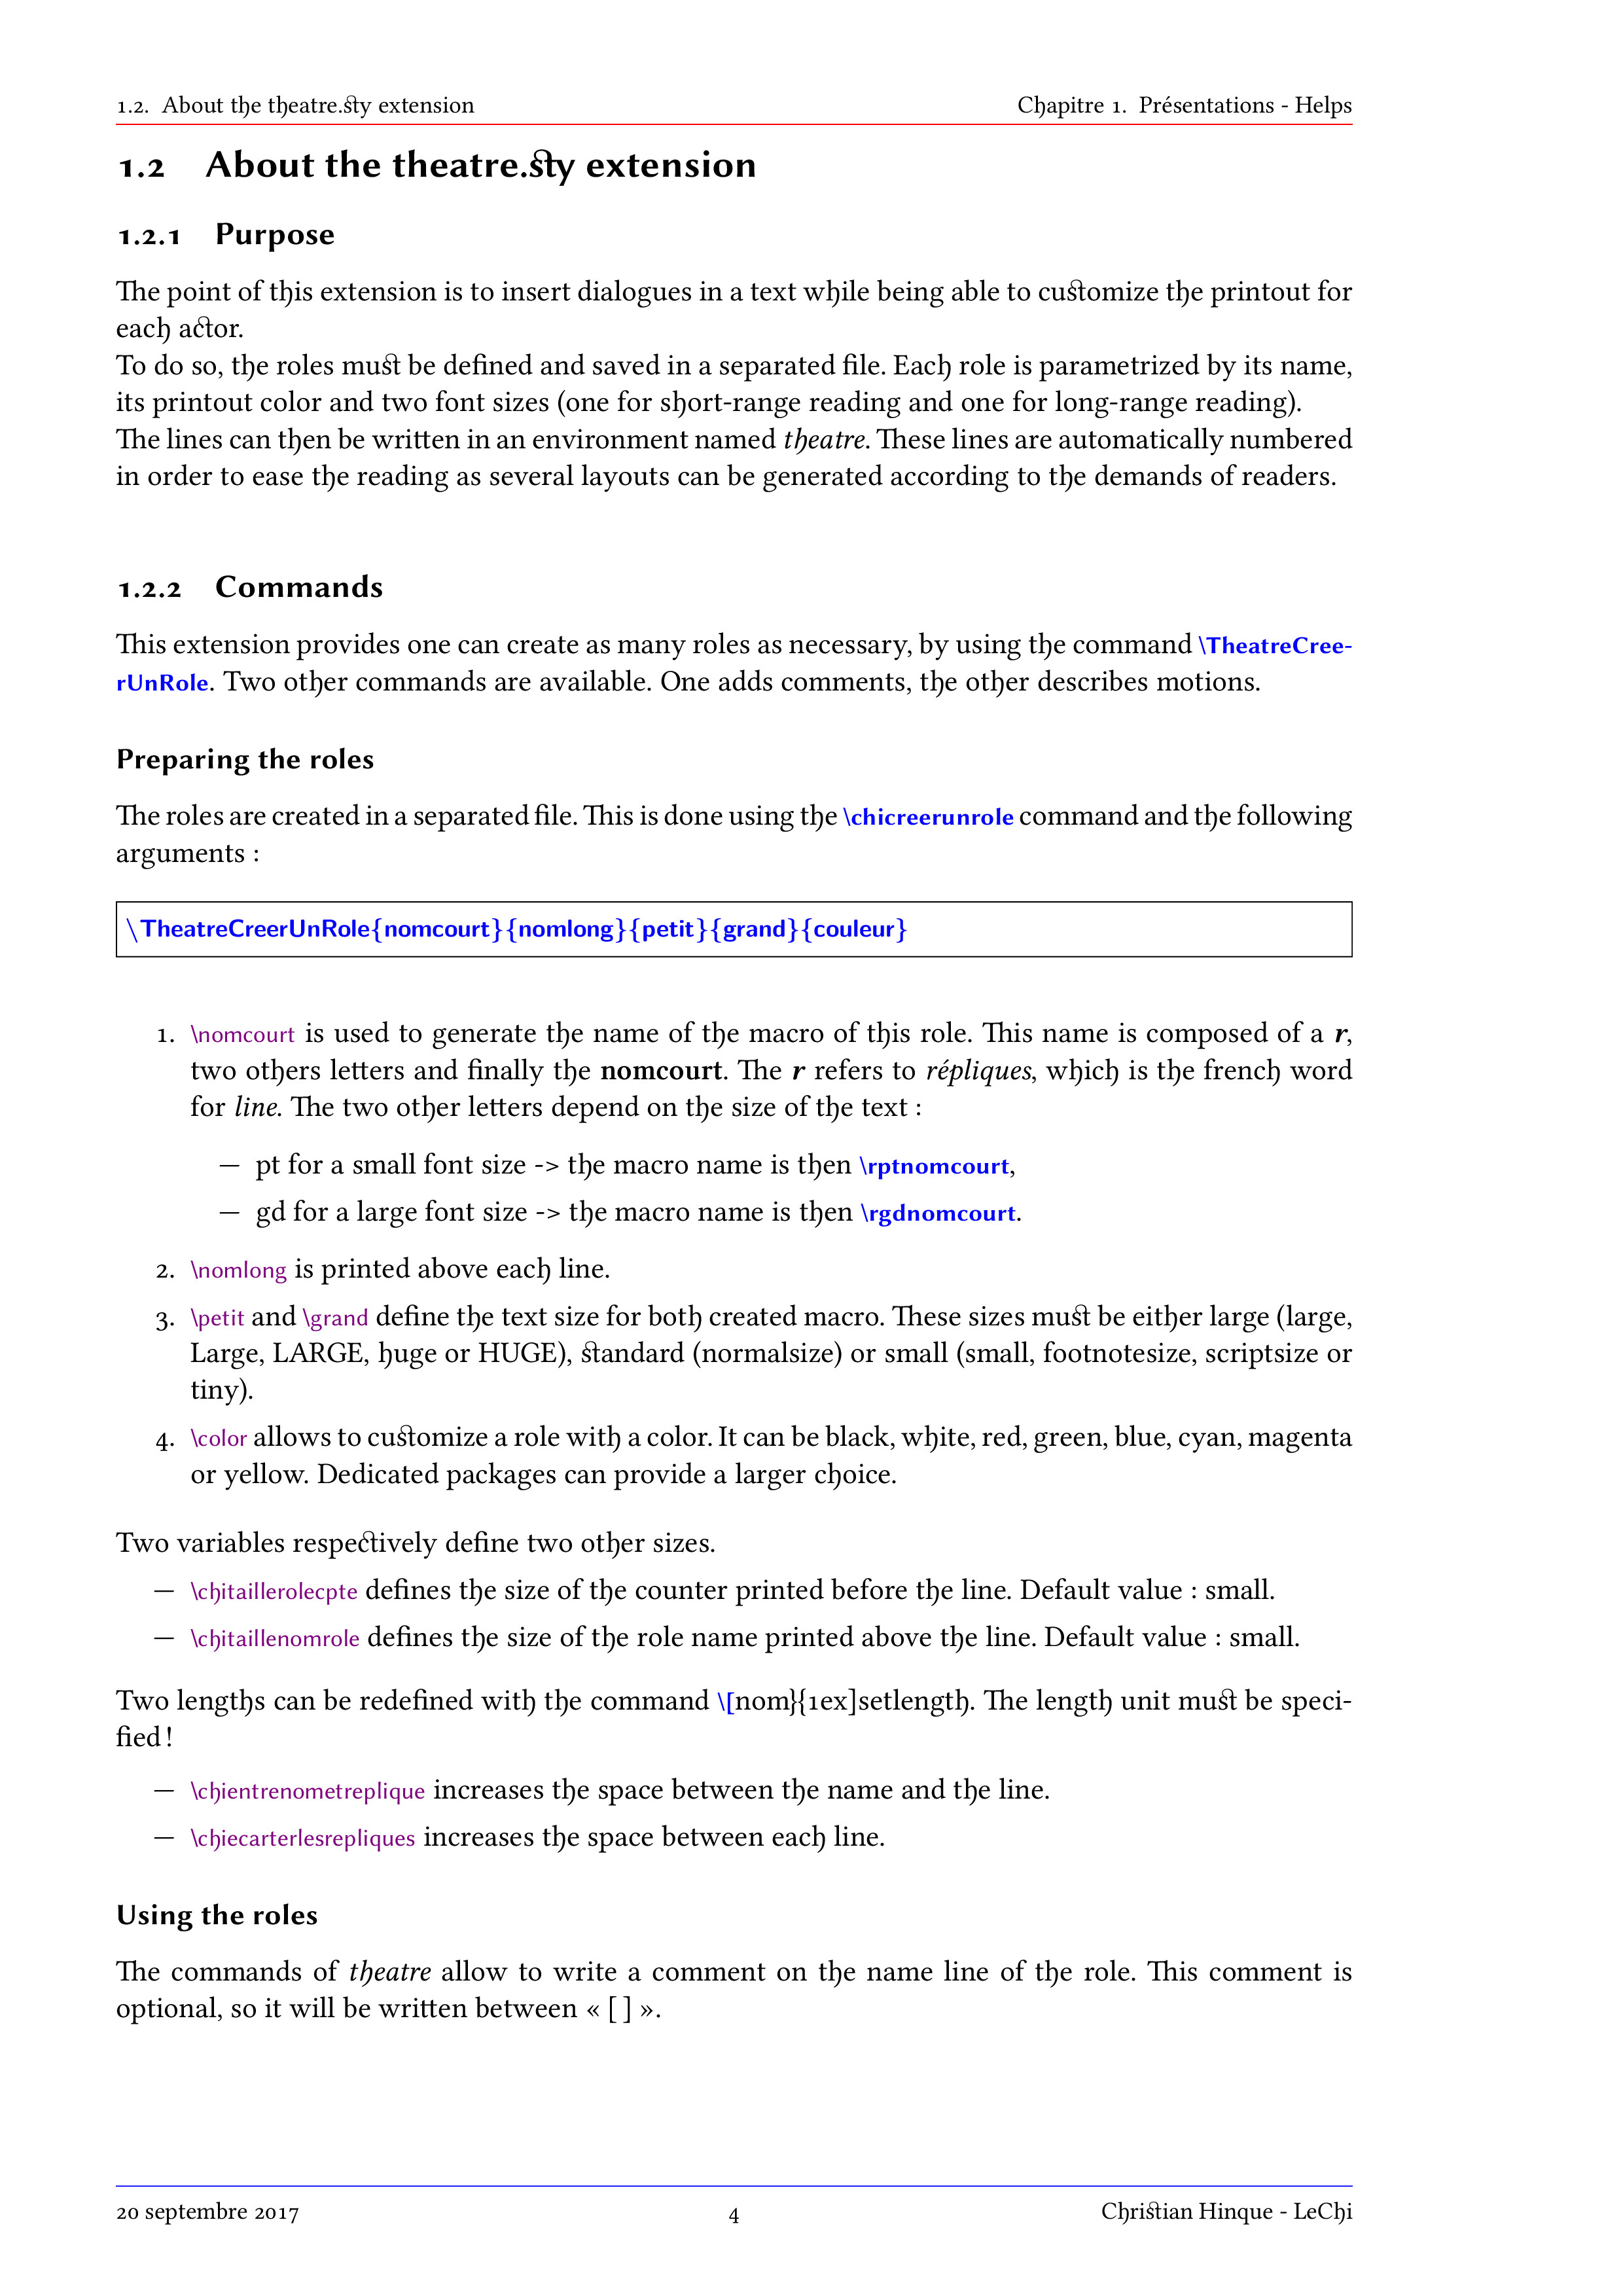 1.2. About the theatre.sty extension Chapitre 1. Présentations - Helps
1.2 About the theatre.sty extension
1.2.1 Purpose
The point of this extension is to insert dialogues in a text while being able to customize the printout for
each actor.
To do so, the roles must be defined and saved in a separated file. Each role is parametrized by its name,
its printout color and two font sizes (one for short-range reading and one for long-range reading).
The lines can then be written in an environment named theatre. These lines are automatically numbered
in order to ease the reading as several layouts can be generated according to the demands of readers.
1.2.2 Commands
This extension provides one can create as many roles as necessary, by using the command \TheatreCree-
rUnRole. Two other commands are available. One adds comments, the other describes motions.
Preparing the roles
The roles are created in a separated file. This is done using the \chicreerunrole command and the following
arguments :
\TheatreCreerUnRole{nomcourt}{nomlong}{petit}{grand}{couleur}
1. \nomcourt is used to generate the name of the macro of this role. This name is composed of a r,
two others letters and finally the nomcourt. The r refers to répliques, which is the french word
for line. The two other letters depend on the size of the text :
— pt for a small font size -> the macro name is then \rptnomcourt,
— gd for a large font size -> the macro name is then \rgdnomcourt.
2. \nomlong is printed above each line.
3. \petit and \grand define the text size for both created macro. These sizes must be either large (large,
Large, LARGE, huge or HUGE), standard (normalsize) or small (small, footnotesize, scriptsize or
tiny).
4. \color allows to customize a role with a color. It can be black, white, red, green, blue, cyan, magenta
or yellow. Dedicated packages can provide a larger choice.
Two variables respectively define two other sizes.
— \chitaillerolecpte defines the size of the counter printed before the line. Default value : small.
— \chitaillenomrole defines the size of the role name printed above the line. Default value : small.
Two lengths can be redefined with the command \[nom}{1ex]setlength. The length unit must be speci-
fied !
— \chientrenometreplique increases the space between the name and the line.
— \chiecarterlesrepliques increases the space between each line.
Using the roles
The commands of theatre allow to write a comment on the name line of the role. This comment is
optional, so it will be written between « [ ] ».
20 septembre 2017 4 Christian Hinque - LeChi